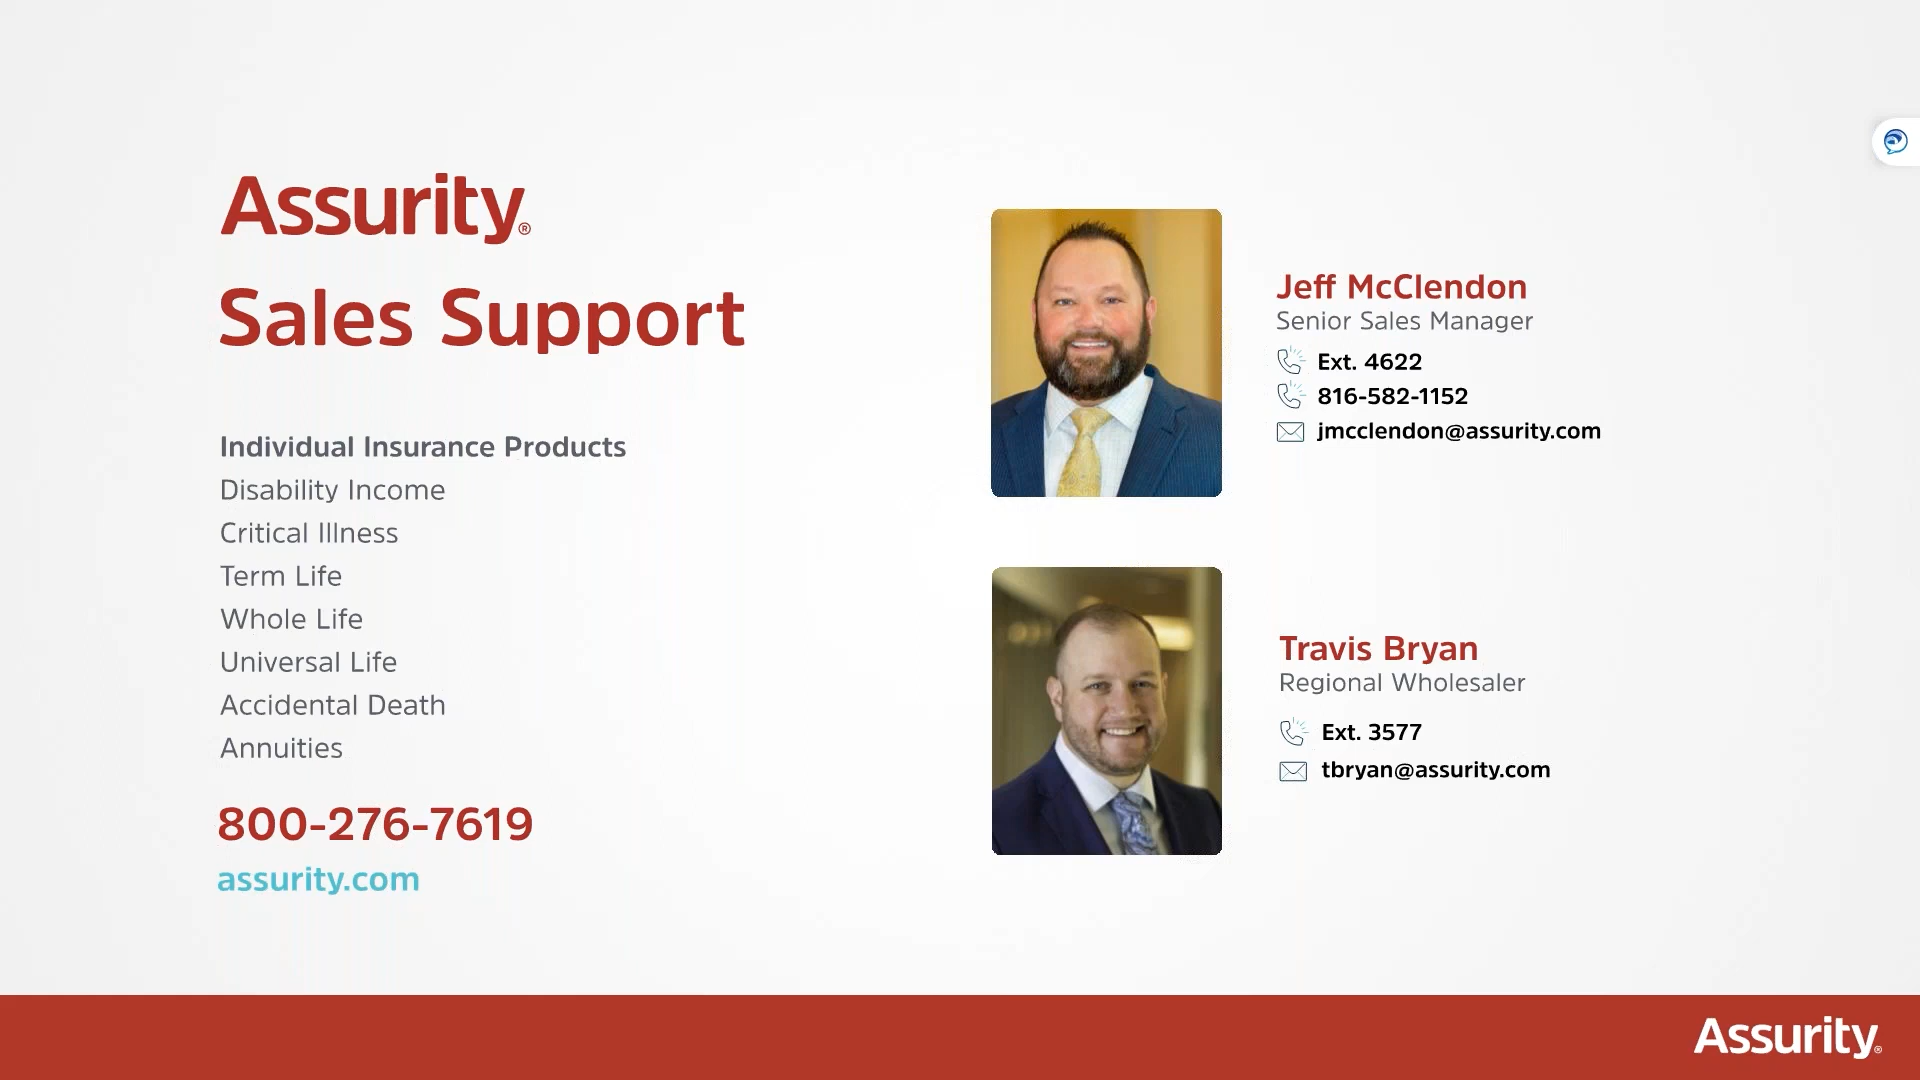 Assurity®
Sales Support
Individual Insurance Products
Disability Income
Critical Illness
Term Life
Whole Life
Universal Life
Accidental Death
Annuities
800-276-7619
assurity.com
Jeff McClendon
Senior Sales Manager
Ext. 4622
816-582-1152
jmcclendon@assurity.com
Travis Bryan
Regional Wholesaler
Ext. 3577
tbryan@assurity.com
Assurity®